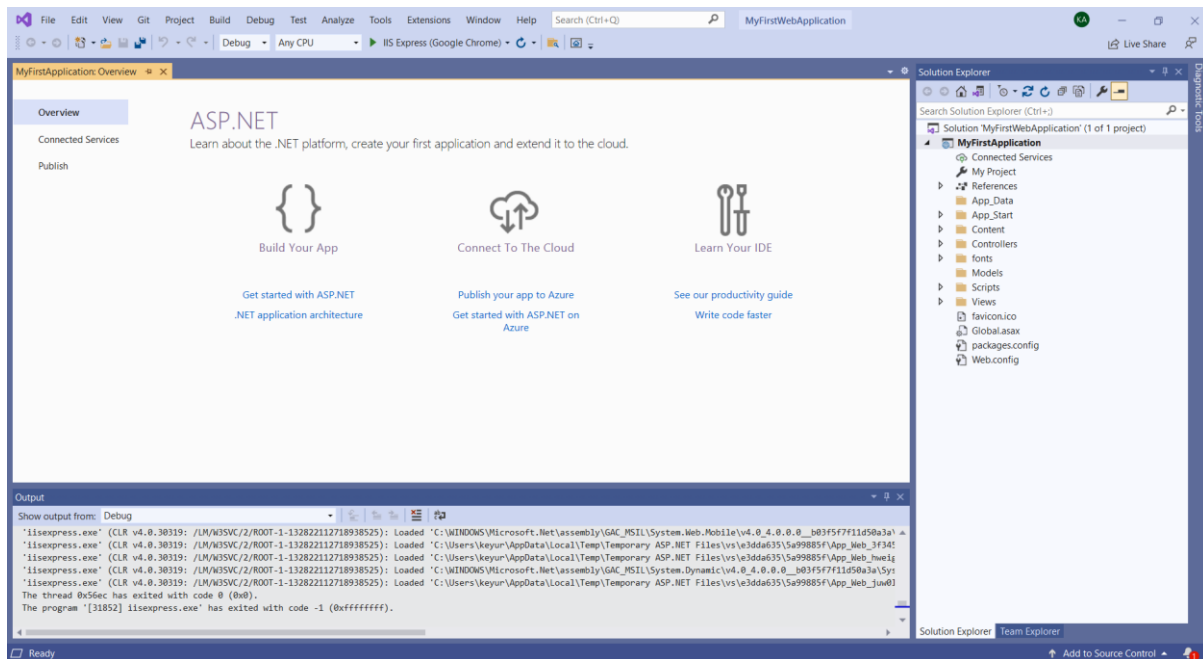 File Edit View Git Project Build Debug Test Analyze Tools Extensions Window Help Search (Ctrl+Q) MyFirstWebApplication KA
Debug Any CPU IIS Express (Google Chrome) Live Share
MyFirstApplication: Overview
Overview
Connected Services
Publish
ASP.NET
Learn about the .NET platform, create your first application and extend it to the cloud.
Build Your App
Get started with ASP.NET
.NET application architecture
Connect To The Cloud
Publish your app to Azure
Get started with ASP.NET on
Azure
Learn Your IDE
See our productivity guide
Write code faster
Output
Show output from: Debug
'iisexpress.exe' (CLR v4.0.30319: /LM/W3SVC/2/ROOT-1-132822112718938525): Loaded 'C:\WINDOWS\Microsoft.Net\assembly\GAC_MSIL\System.Web.Mobile\v4.0_4.0.0.0__b03f5f7f11d50a3a\
'iisexpress.exe' (CLR v4.0.30319: /LM/W3SVC/2/ROOT-1-132822112718938525): Loaded 'C:\Users\keyur\AppData\Local\Temp\Temporary ASP.NET Files\vs\e3dda635\5a99885f\App_Web_3f345
'iisexpress.exe' (CLR v4.0.30319: /LM/W3SVC/2/ROOT-1-132822112718938525): Loaded 'C:\Users\keyur\AppData\Local\Temp\Temporary ASP.NET Files\vs\e3dda635\5a99885f\App_Web_hweig
'iisexpress.exe' (CLR v4.0.30319: /LM/W3SVC/2/ROOT-1-132822112718938525): Loaded 'C:\WINDOWS\Microsoft.Net\assembly\GAC_MSIL\System.Dynamic\v4.0_4.0.0.0__b03f5f7f11d50a3a\Sys
'iisexpress.exe' (CLR v4.0.30319: /LM/W3SVC/2/ROOT-1-132822112718938525): Loaded 'C:\Users\keyur\AppData\Local\Temp\Temporary ASP.NET Files\vs\e3dda635\5a99885f\App_Web_juw0l
The thread 0x56ec has exited with code 0 (0x0).
The program '[31852] iisexpress.exe' has exited with code -1 (0xffffffff).
Solution Explorer
Search Solution Explorer (Ctrl+;)
Solution 'MyFirstWebApplication' (1 of 1 project)
MyFirstApplication
Connected Services
My Project
References
App_Data
App_Start
Content
Controllers
fonts
Models
Scripts
Views
favicon.ico
Global.asax
packages.config
Web.config
Solution Explorer Team Explorer
Diagnostic Tools
Ready Add to Source Control 1